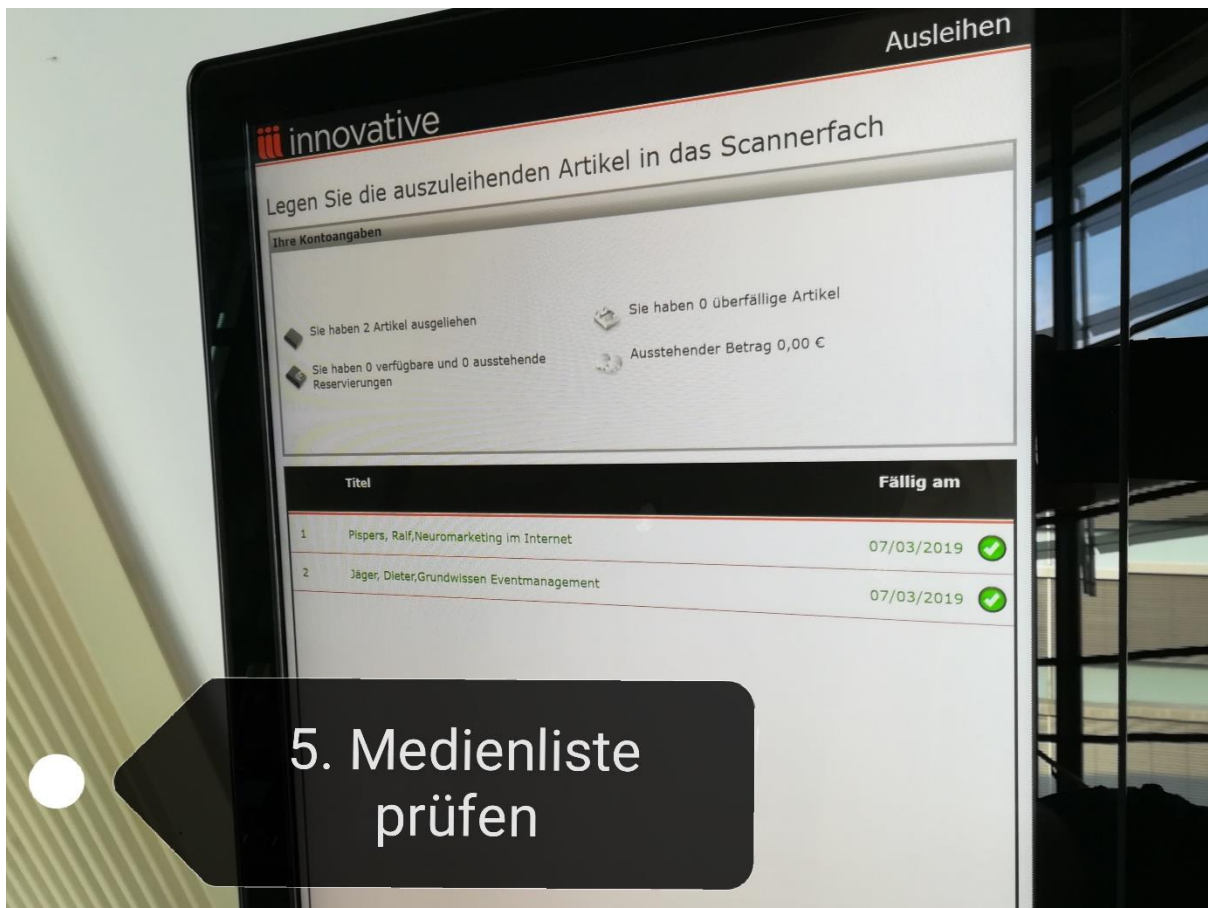 Ausleihen
innovative
Legen Sie die auszuleihenden Artikel in das Scannerfach
Ihre Kontoangaben
Sie haben 2 Artikel ausgeliehen
Sie haben 0 überfällige Artikel
Sie haben 0 verfügbare und 0 ausstehende
Reservierungen
Ausstehender Betrag 0,00 €
Titel Fällig am
1 Pispers, Ralf,Neuromarketing im Internet 07/03/2019
2 Jäger, Dieter,Grundwissen Eventmanagement 07/03/2019
5. Medienliste
prüfen